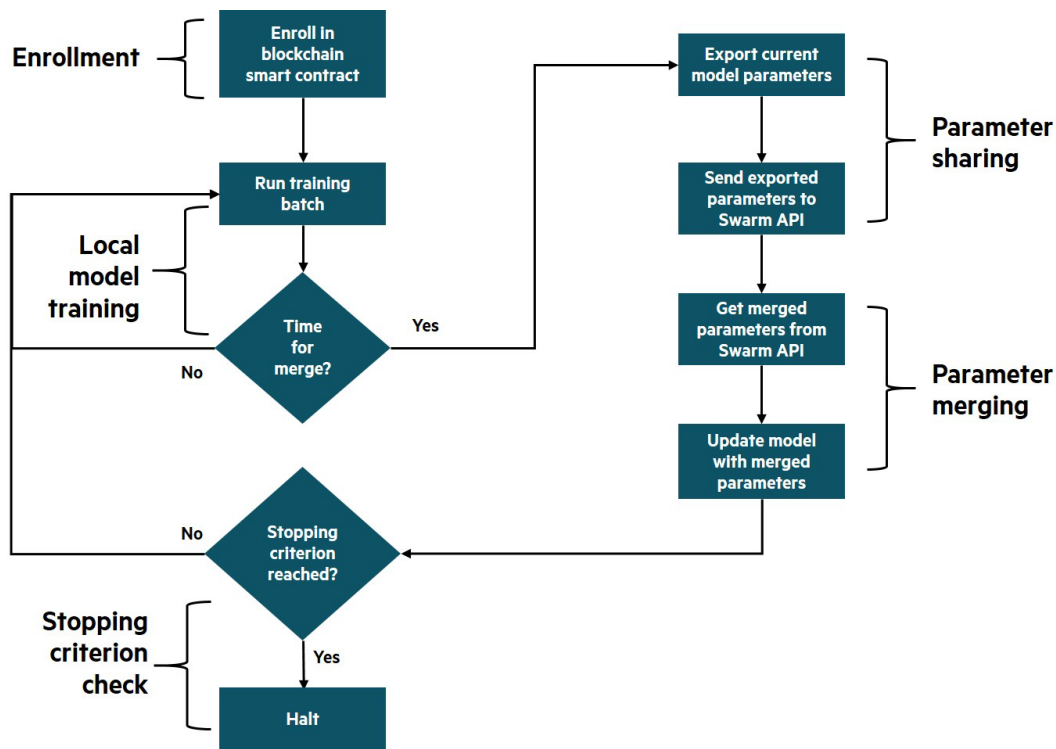 Enrollment
Enroll in
blockchain
smart contract
Run training
batch
Local
model
training
Time
for
merge?
Yes
No
Export current
model parameters
Send exported
parameters to
Swarm API
Parameter
sharing
Get merged
parameters from
Swarm API
Update model
with merged
parameters
Parameter
merging
Stopping
criterion
reached?
No
Yes
Stopping
criterion
check
Halt